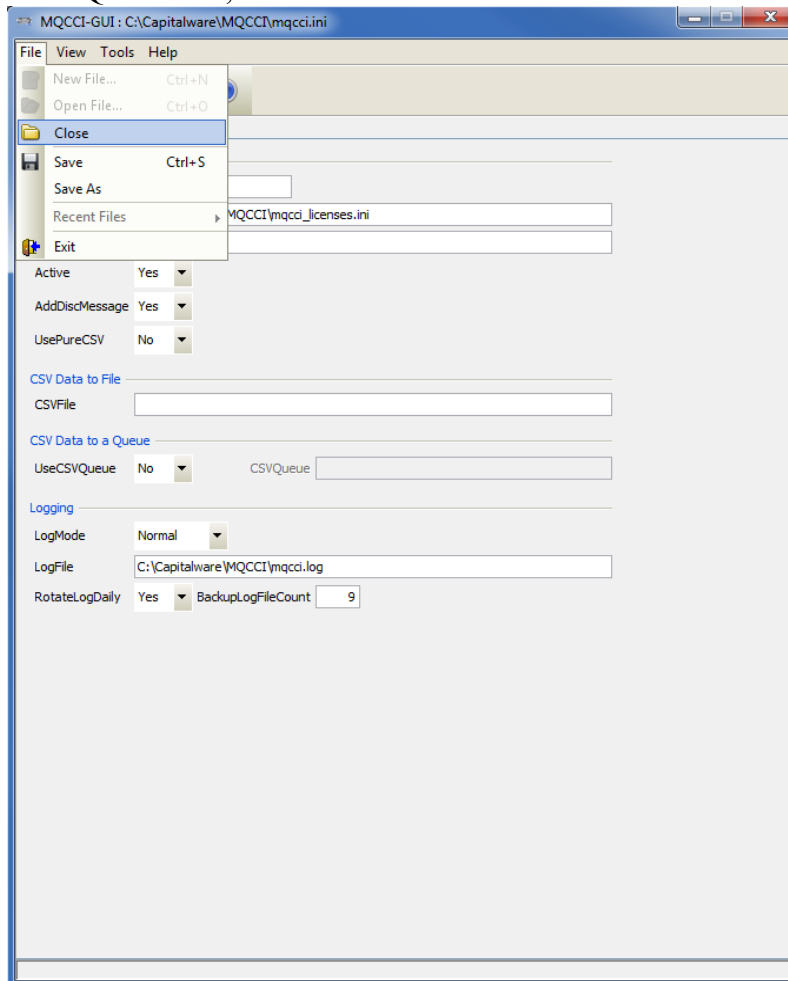 MQCCI-GUI : C:\Capitalware\MQCCI\mqcci.ini
File View Tools Help
New File... Ctrl+N
Open File... Ctrl+O
Close
Save Ctrl+S
Save As
Recent Files
MQCCI\mqcci_licenses.ini
Exit
Active Yes
AddDiscMessage Yes
UsePureCSV No
CSV Data to File
CSVFile
CSV Data to a Queue
UseCSVQueue No CSVQueue
Logging
LogMode Normal
LogFile C:\Capitalware\MQCCI\mqcci.log
RotateLogDaily Yes BackupLogFileCount 9